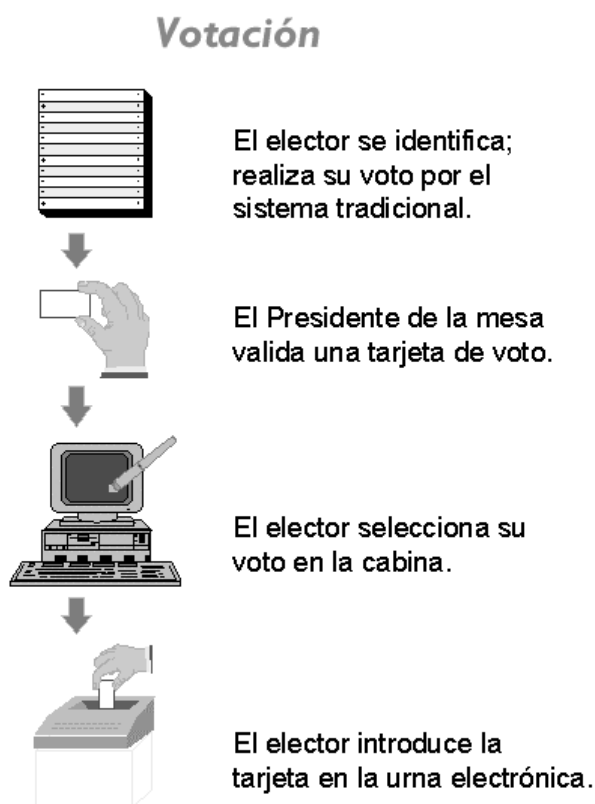 Votación
El elector se identifica;
realiza su voto por el
sistema tradicional.
El Presidente de la mesa
valida una tarjeta de voto.
El elector selecciona su
voto en la cabina.
El elector introduce la
tarjeta en la urna electrónica.